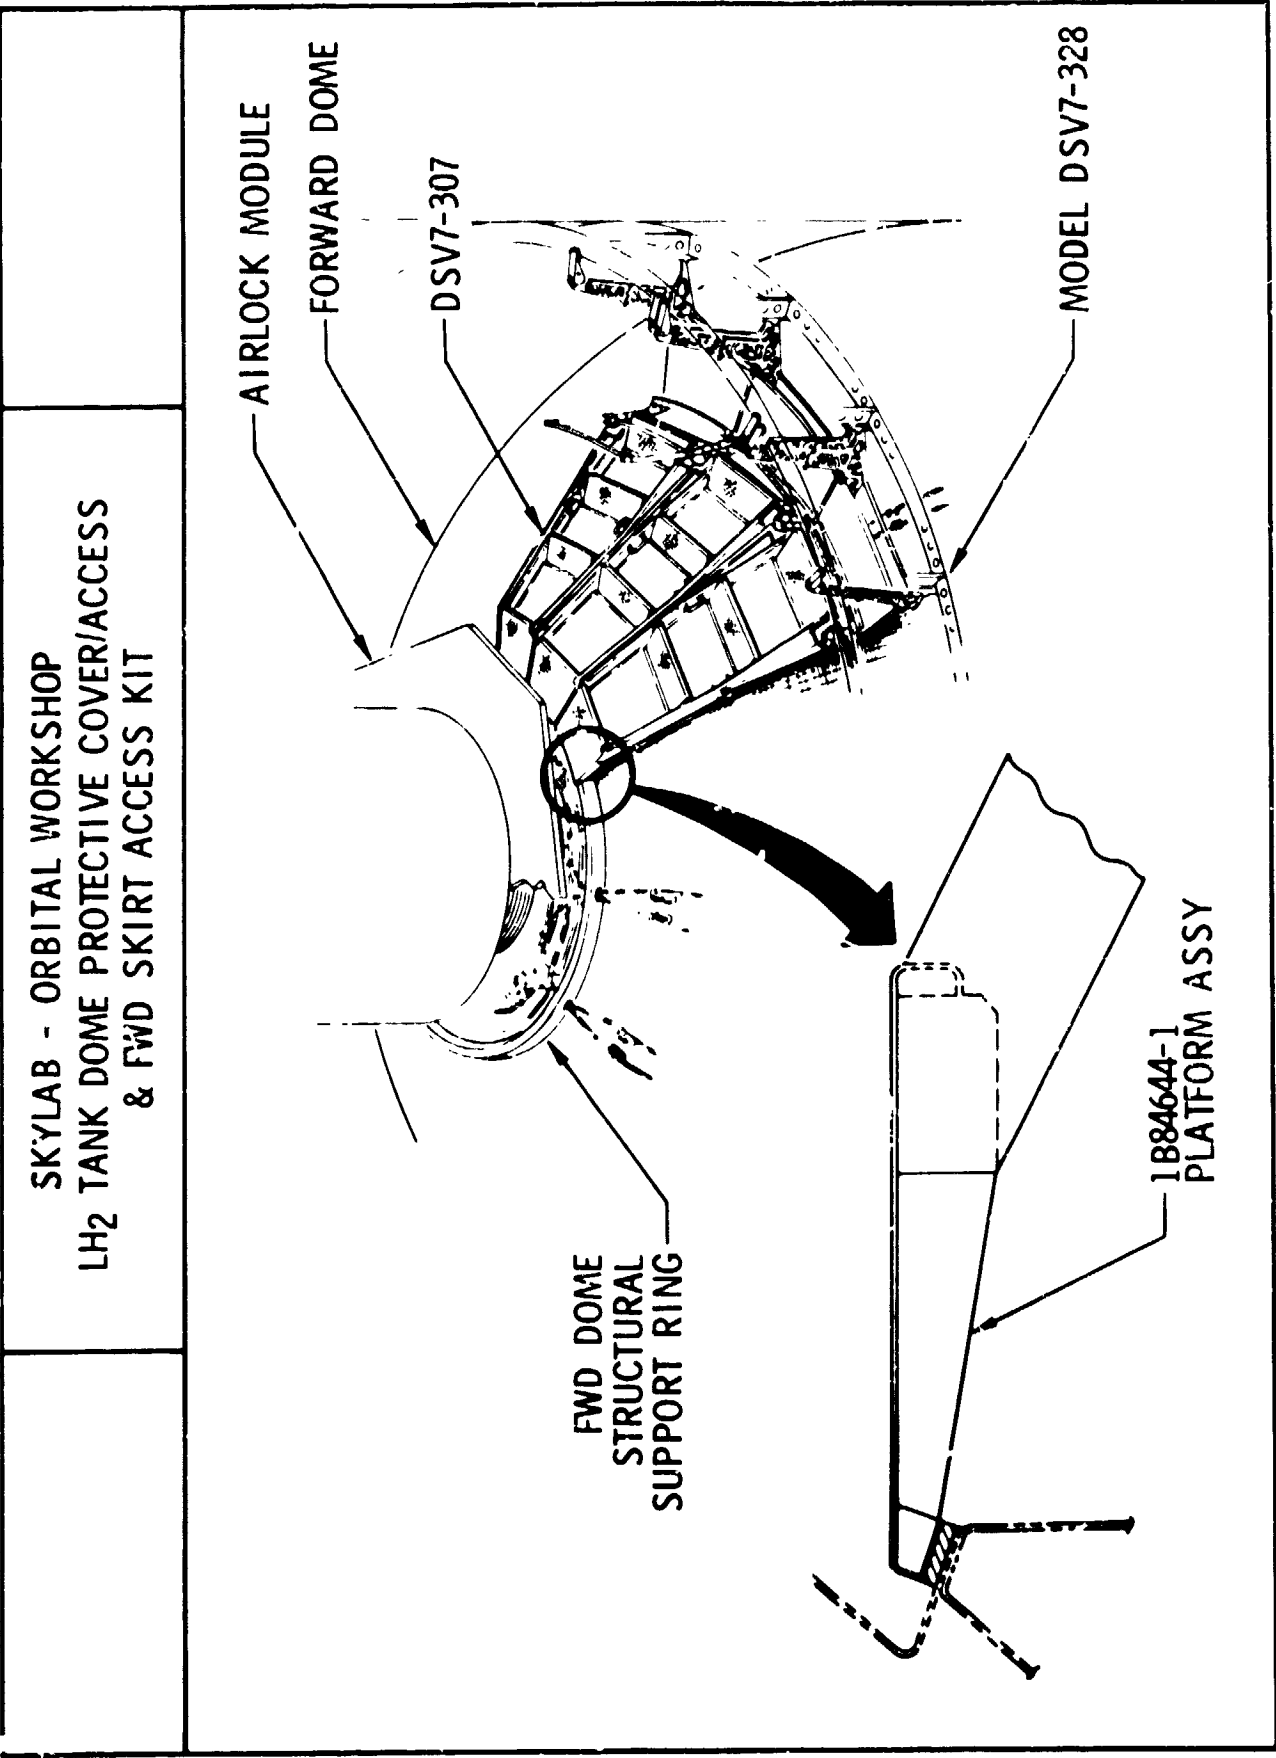 SKYLAB - ORBITAL WORKSHOP
LH2 TANK DOME PROTECTIVE COVER/ACCESS
& FWD SKIRT ACCESS KIT
AIRLOCK MODULE
FORWARD DOME
DSV7-307
MODEL DSV7-328
FWD DOME
STRUCTURAL
SUPPORT RING
1B84644-1
PLATFORM ASSY